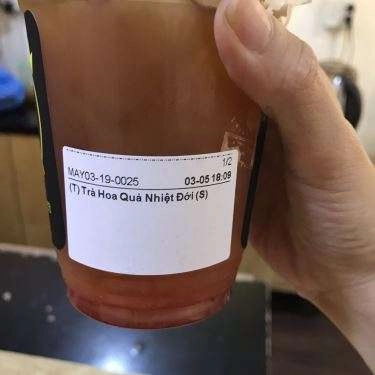 1/2
MAY03-19-0025 03-05 18:09
(T) Trà Hoa Quả Nhiệt Đới (S)